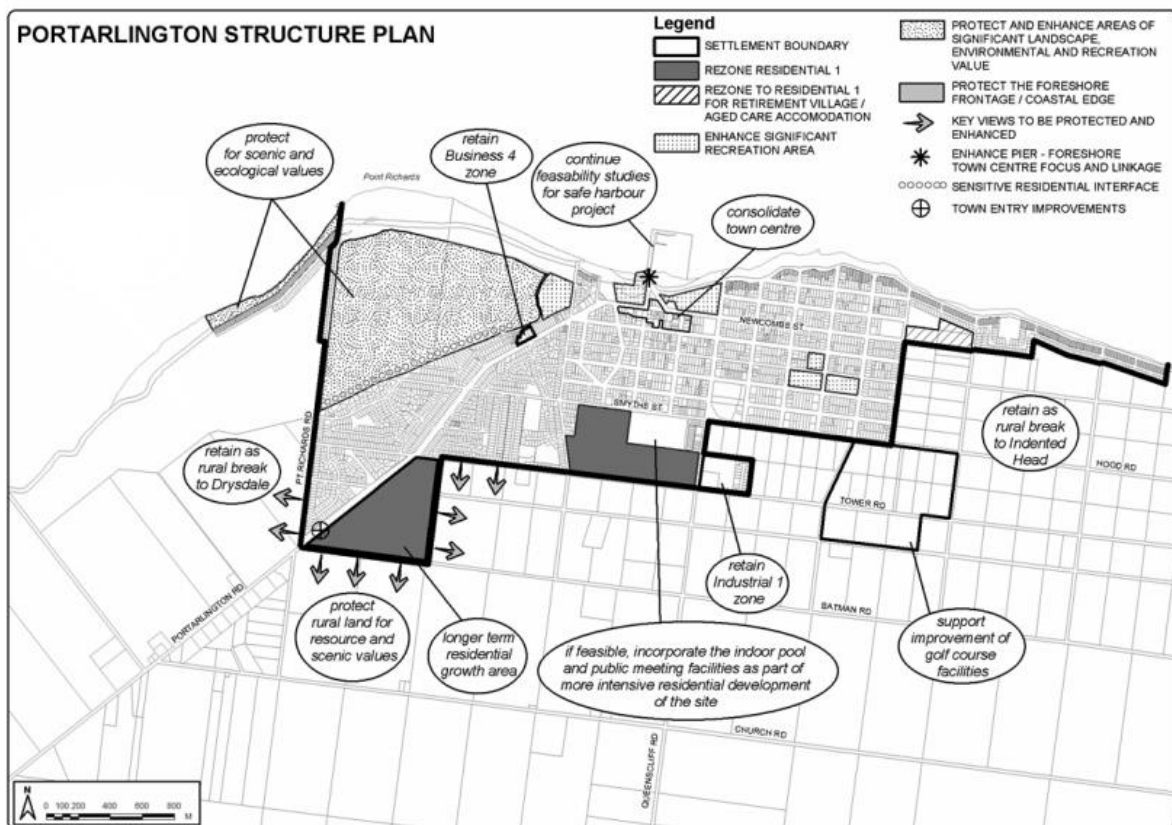 PORTARLINGTON STRUCTURE PLAN
Legend
SETTLEMENT BOUNDARY
REZONE RESIDENTIAL 1
REZONE TO RESIDENTIAL 1
FOR RETIREMENT VILLAGE /
AGED CARE ACCOMODATION
ENHANCE SIGNIFICANT
RECREATION AREA
PROTECT AND ENHANCE AREAS OF
SIGNIFICANT LANDSCAPE,
ENVIRONMENTAL AND RECREATION
VALUE
PROTECT THE FORESHORE
FRONTAGE / COASTAL EDGE
KEY VIEWS TO BE PROTECTED AND
ENHANCED
ENHANCE PIER - FORESHORE
TOWN CENTRE FOCUS AND LINKAGE
SENSITIVE RESIDENTIAL INTERFACE
TOWN ENTRY IMPROVEMENTS
protect
for scenic and
ecological values
retain
Business 4
zone
continue
feasability studies
for safe harbour
project
consolidate
town centre
Point Richards
NEWCOMBE ST
SMYTHE ST
PT RICHARDS RD
retain as
rural break
to Drysdale
retain as
rural break
to Indented
Head
HOOD RD
TOWER RD
BATMAN RD
PORTARLINGTON RD
protect
rural land for
resource and
scenic values
longer term
residential
growth area
if feasible, incorporate the indoor pool
and public meeting facilities as part of
more intensive residential development
of the site
retain
Industrial 1
zone
support
improvement of
golf course
facilities
CHURCH RD
QUEENSCLIFF RD
N
0 100 200 400 600 800
M